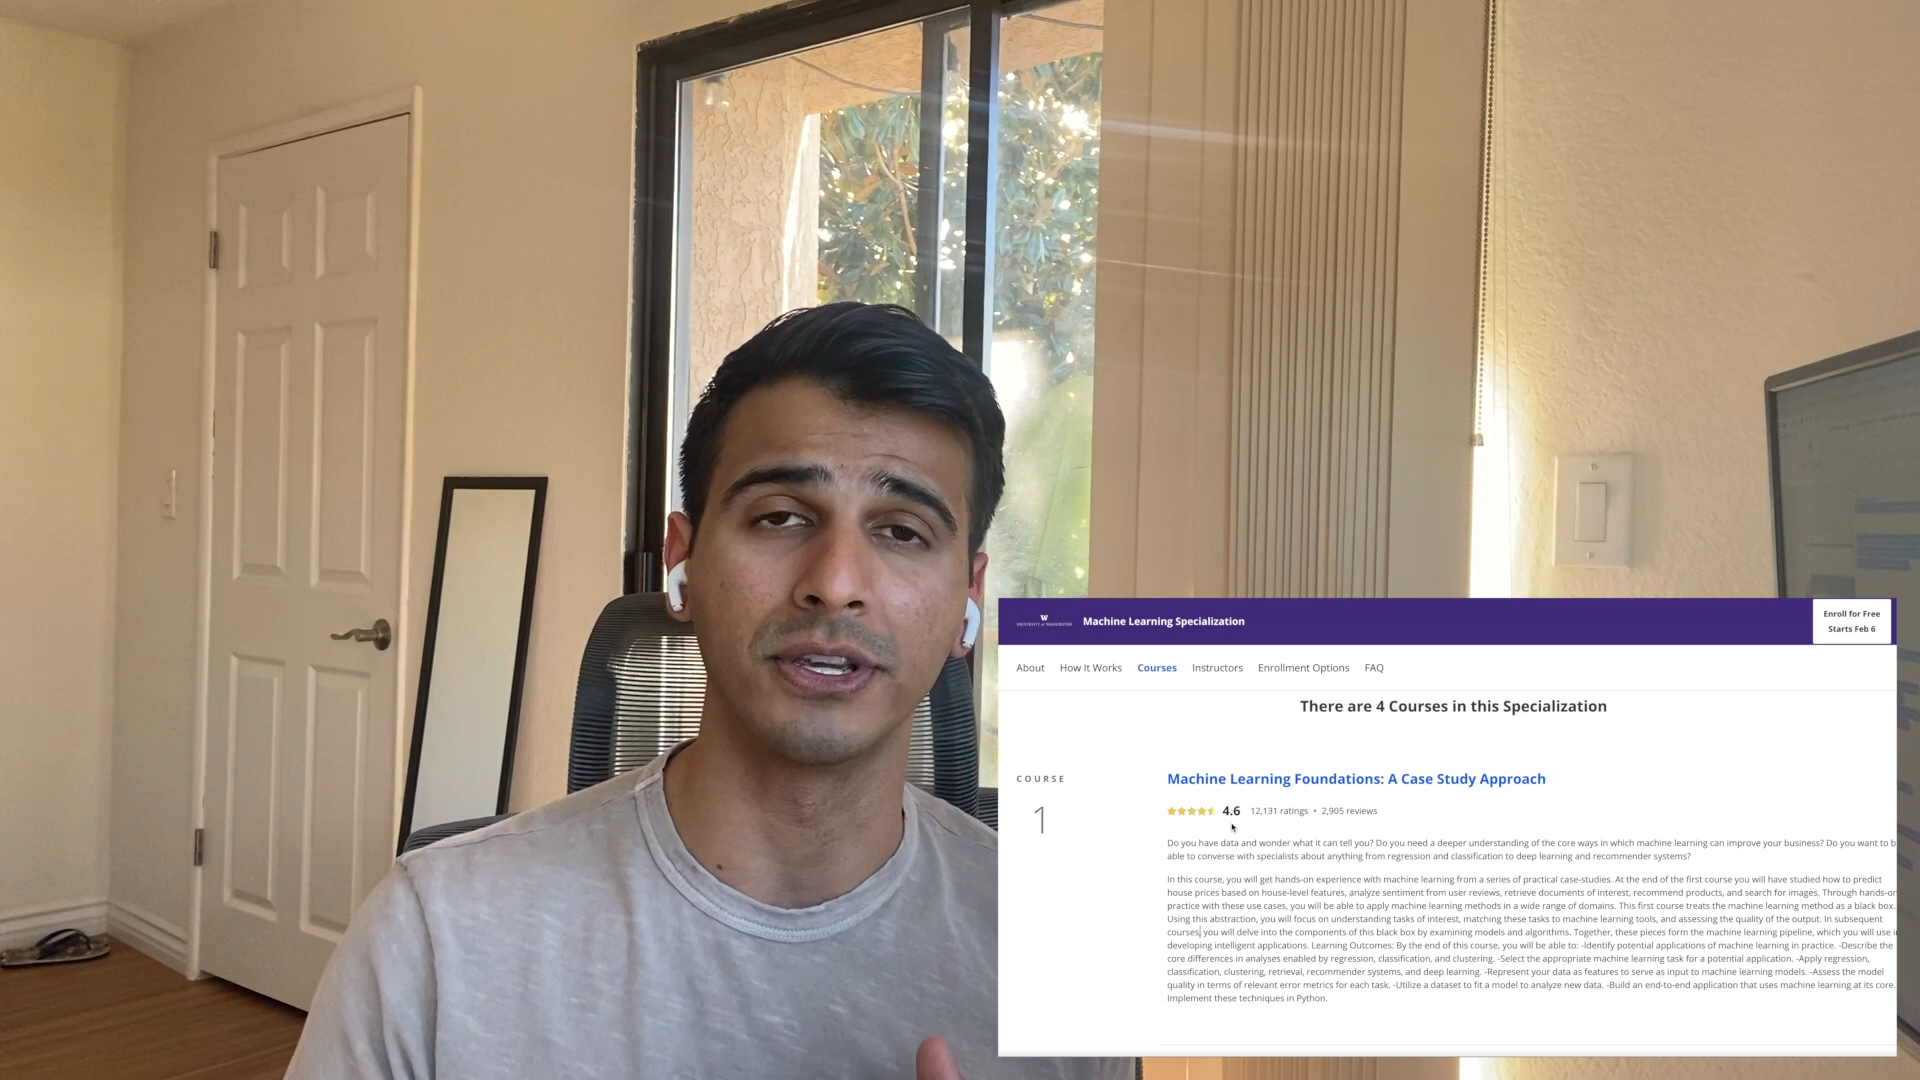 W
UNIVERSITY of WASHINGTON
Machine Learning Specialization
Enroll for Free
Starts Feb 6
About How It Works Courses Instructors Enrollment Options FAQ
There are 4 Courses in this Specialization
COURSE
1
Machine Learning Foundations: A Case Study Approach
4.6 12,131 ratings • 2,905 reviews
Do you have data and wonder what it can tell you? Do you need a deeper understanding of the core ways in which machine learning can improve your business? Do you want to b
able to converse with specialists about anything from regression and classification to deep learning and recommender systems?
In this course, you will get hands-on experience with machine learning from a series of practical case-studies. At the end of the first course you will have studied how to predict
house prices based on house-level features, analyze sentiment from user reviews, retrieve documents of interest, recommend products, and search for images. Through hands-on
practice with these use cases, you will be able to apply machine learning methods in a wide range of domains. This first course treats the machine learning method as a black box.
Using this abstraction, you will focus on understanding tasks of interest, matching these tasks to machine learning tools, and assessing the quality of the output. In subsequent
courses, you will delve into the components of this black box by examining models and algorithms. Together, these pieces form the machine learning pipeline, which you will use i
developing intelligent applications. Learning Outcomes: By the end of this course, you will be able to: -Identify potential applications of machine learning in practice. -Describe the
core differences in analyses enabled by regression, classification, and clustering. -Select the appropriate machine learning task for a potential application. -Apply regression,
classification, clustering, retrieval, recommender systems, and deep learning. -Represent your data as features to serve as input to machine learning models. -Assess the model
quality in terms of relevant error metrics for each task. -Utilize a dataset to fit a model to analyze new data. -Build an end-to-end application that uses machine learning at its core.
Implement these techniques in Python.